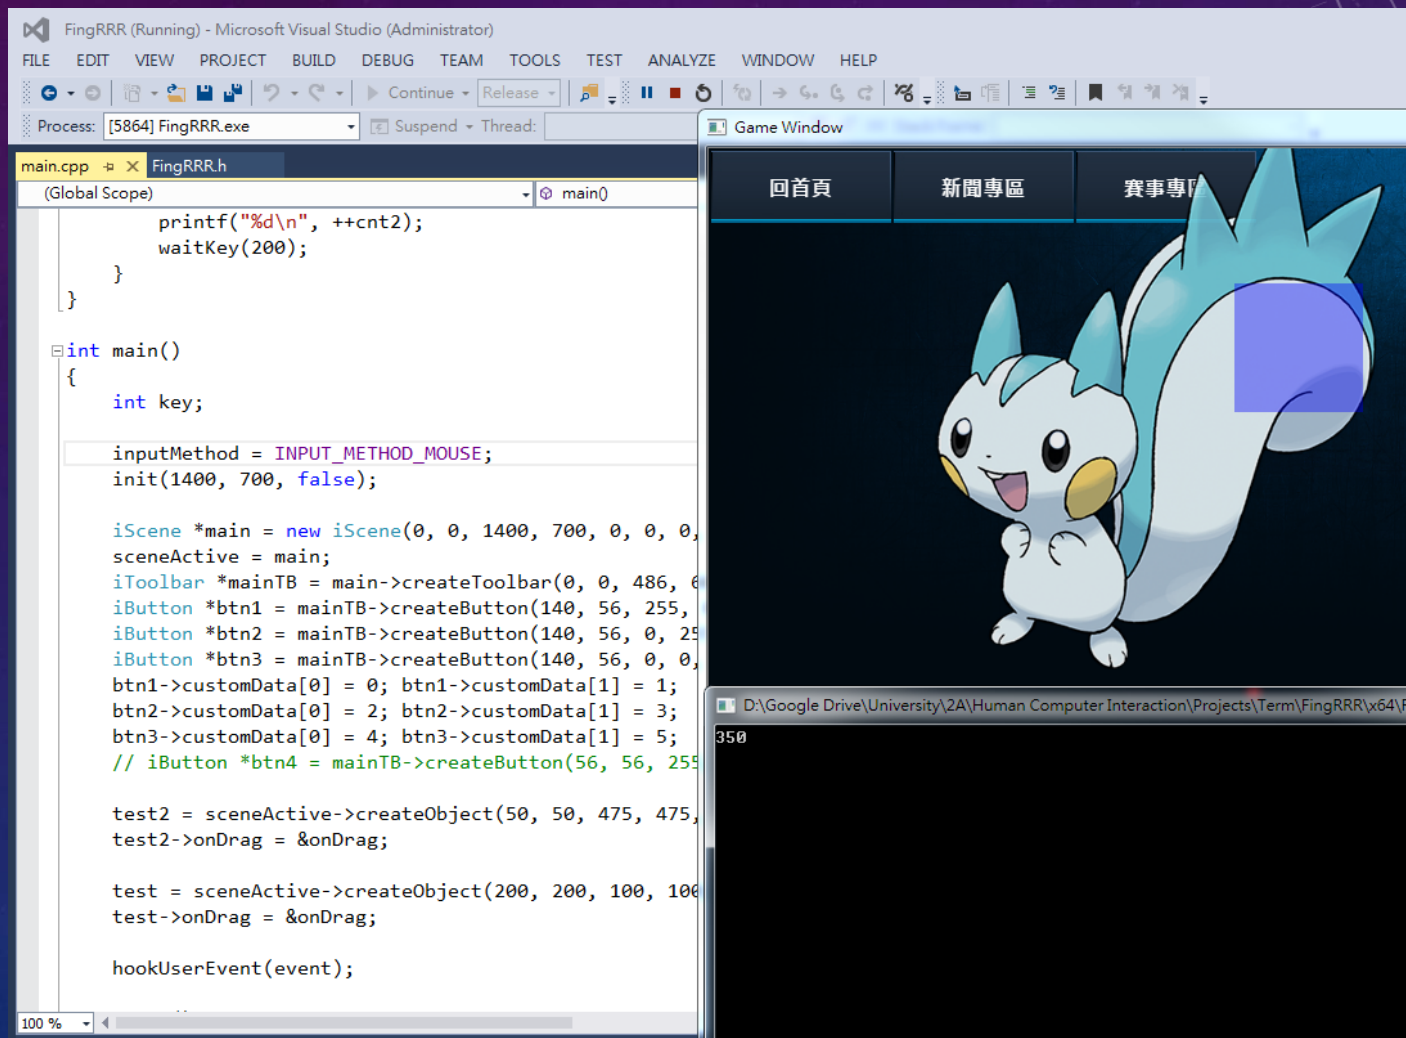 FingRRR (Running) - Microsoft Visual Studio (Administrator)
FILE EDIT VIEW PROJECT BUILD DEBUG TEAM TOOLS TEST ANALYZE WINDOW HELP
Continue Release
Process: [5864] FingRRR.exe Suspend Thread:
main.cpp FingRRR.h
(Global Scope) main()
printf("%d\n", ++cnt2);
waitKey(200);
}
}
int main()
{
int key;
inputMethod = INPUT_METHOD_MOUSE;
init(1400, 700, false);
iScene *main = new iScene(0, 0, 1400, 700, 0, 0, 0,
sceneActive = main;
iToolbar *mainTB = main->createToolbar(0, 0, 486, 6
iButton *btn1 = mainTB->createButton(140, 56, 255,
iButton *btn2 = mainTB->createButton(140, 56, 0, 25
iButton *btn3 = mainTB->createButton(140, 56, 0, 0,
btn1->customData[0] = 0; btn1->customData[1] = 1;
btn2->customData[0] = 2; btn2->customData[1] = 3;
btn3->customData[0] = 4; btn3->customData[1] = 5;
// iButton *btn4 = mainTB->createButton(56, 56, 255
test2 = sceneActive->createObject(50, 50, 475, 475,
test2->onDrag = &onDrag;
test = sceneActive->createObject(200, 200, 100, 100
test->onDrag = &onDrag;
hookUserEvent(event);
100 %
Game Window
回首頁 新聞專區 賽事專區
D:\Google Drive\University\2A\Human Computer Interaction\Projects\Term\FingRRR\x64\F
350